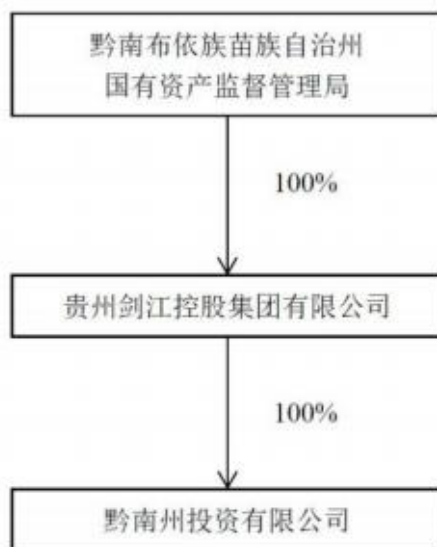 黔南布依族苗族自治州
国有资产监督管理局
100%
贵州剑江控股集团有限公司
100%
黔南州投资有限公司